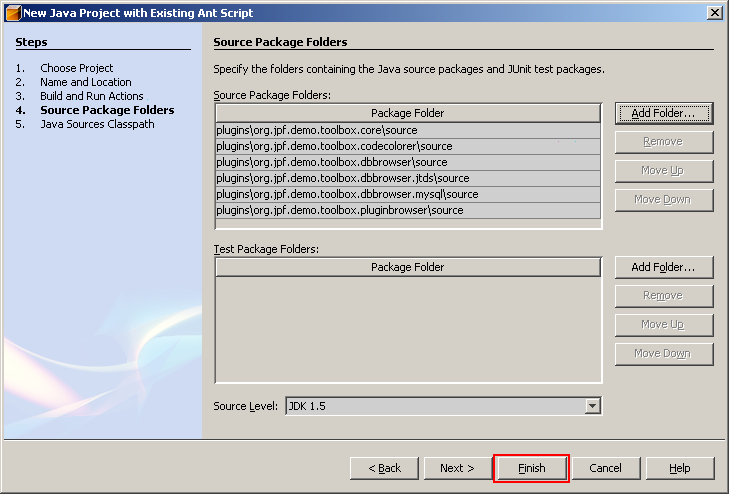 New Java Project with Existing Ant Script
Steps
1. Choose Project
2. Name and Location
3. Build and Run Actions
4. Source Package Folders
5. Java Sources Classpath
Source Package Folders
Specify the folders containing the Java source packages and JUnit test packages.
Source Package Folders:
Package Folder
plugins\org.jpf.demo.toolbox.core\source
plugins\org.jpf.demo.toolbox.codecolorer\source
plugins\org.jpf.demo.toolbox.dbbrowser\source
plugins\org.jpf.demo.toolbox.dbbrowser.jtds\source
plugins\org.jpf.demo.toolbox.dbbrowser.mysql\source
plugins\org.jpf.demo.toolbox.pluginbrowser\source
Add Folder...
Remove
Move Up
Move Down
Test Package Folders:
Package Folder
Add Folder...
Remove
Move Up
Move Down
Source Level: JDK 1.5
< Back Next > Finish Cancel Help